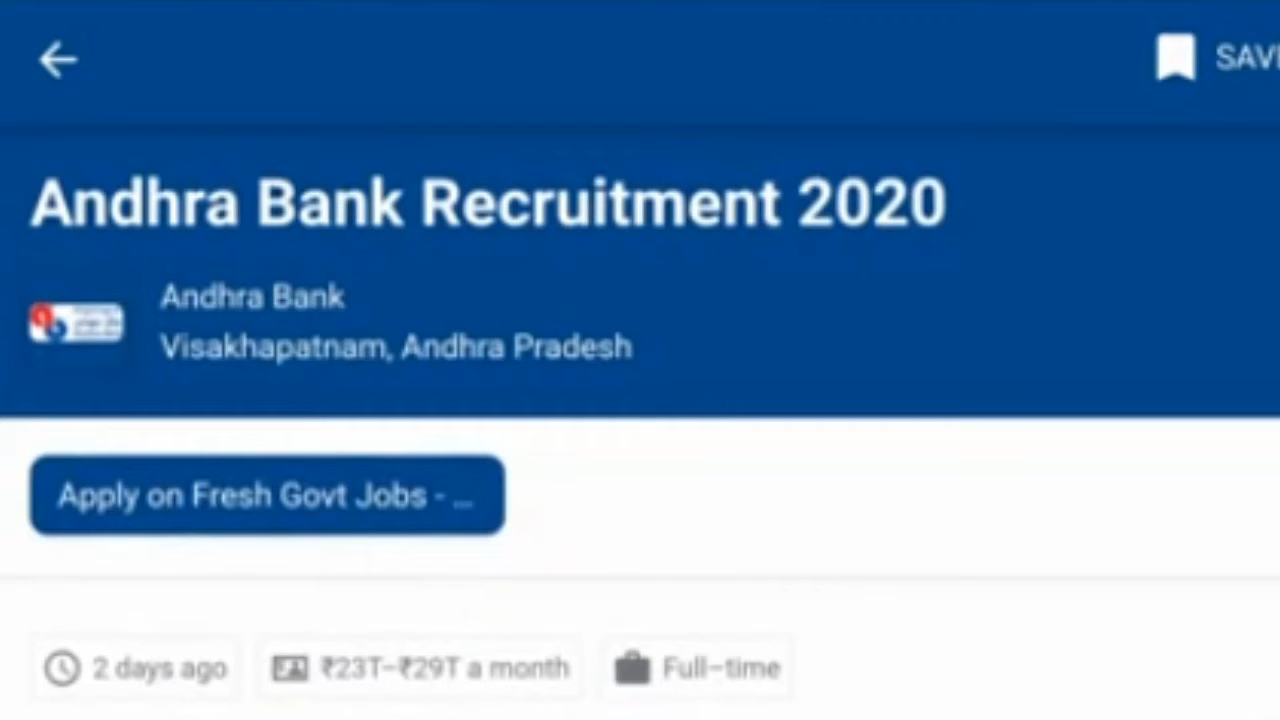 SAV
Andhra Bank Recruitment 2020
Andhra Bank
Visakhapatnam, Andhra Pradesh
Apply on Fresh Govt Jobs - ...
2 days ago
₹23T–₹29T a month
Full–time